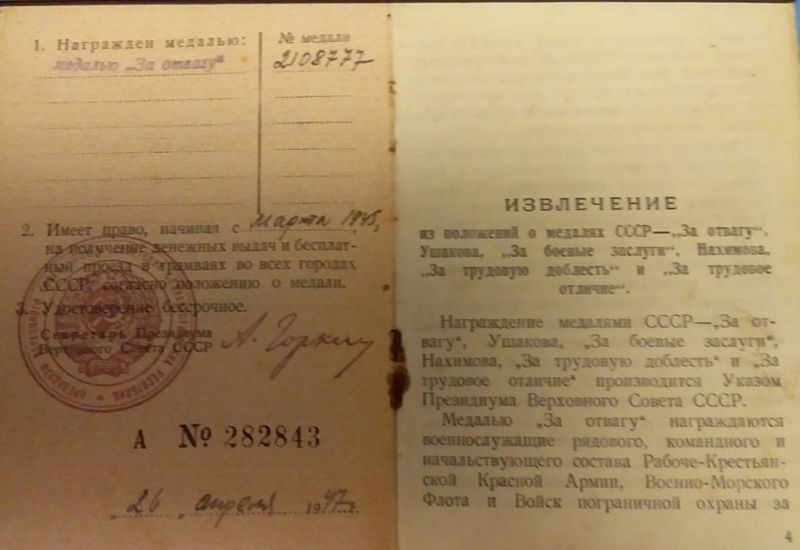 1. Награжден медалью:
медалью „За отвагу“
№ медали
2108777
2. Имеет право, начиная с марта 1945,
на получение денежных выдач и бесплат-
ный проезд в трамваях во всех городах
СССР, согласно положению о медали.
3. Удостоверение бессрочное.
Секретарь Президиума
Верховного Совета СССР
А. Горкин
А № 282843
„26 апреля 1947 г.
ИЗВЛЕЧЕНИЕ
из положений о медалях СССР—„За отвагу“,
Ушакова, „За боевые заслуги“, Нахимова,
„За трудовую доблесть“ и „За трудовое
отличие“.
Награждение медалями СССР—„За от-
вагу“, Ушакова, „За боевые заслуги“,
Нахимова, „За трудовую доблесть“ и „За
трудовое отличие“ производится Указом
Президиума Верховного Совета СССР.
Медалью „За отвагу“ награждаются
военнослужащие рядового, командного и
начальствующего состава Рабоче-Крестьян-
ской Красной Армии, Военно-Морского
Флота и Войск пограничной охраны за
4